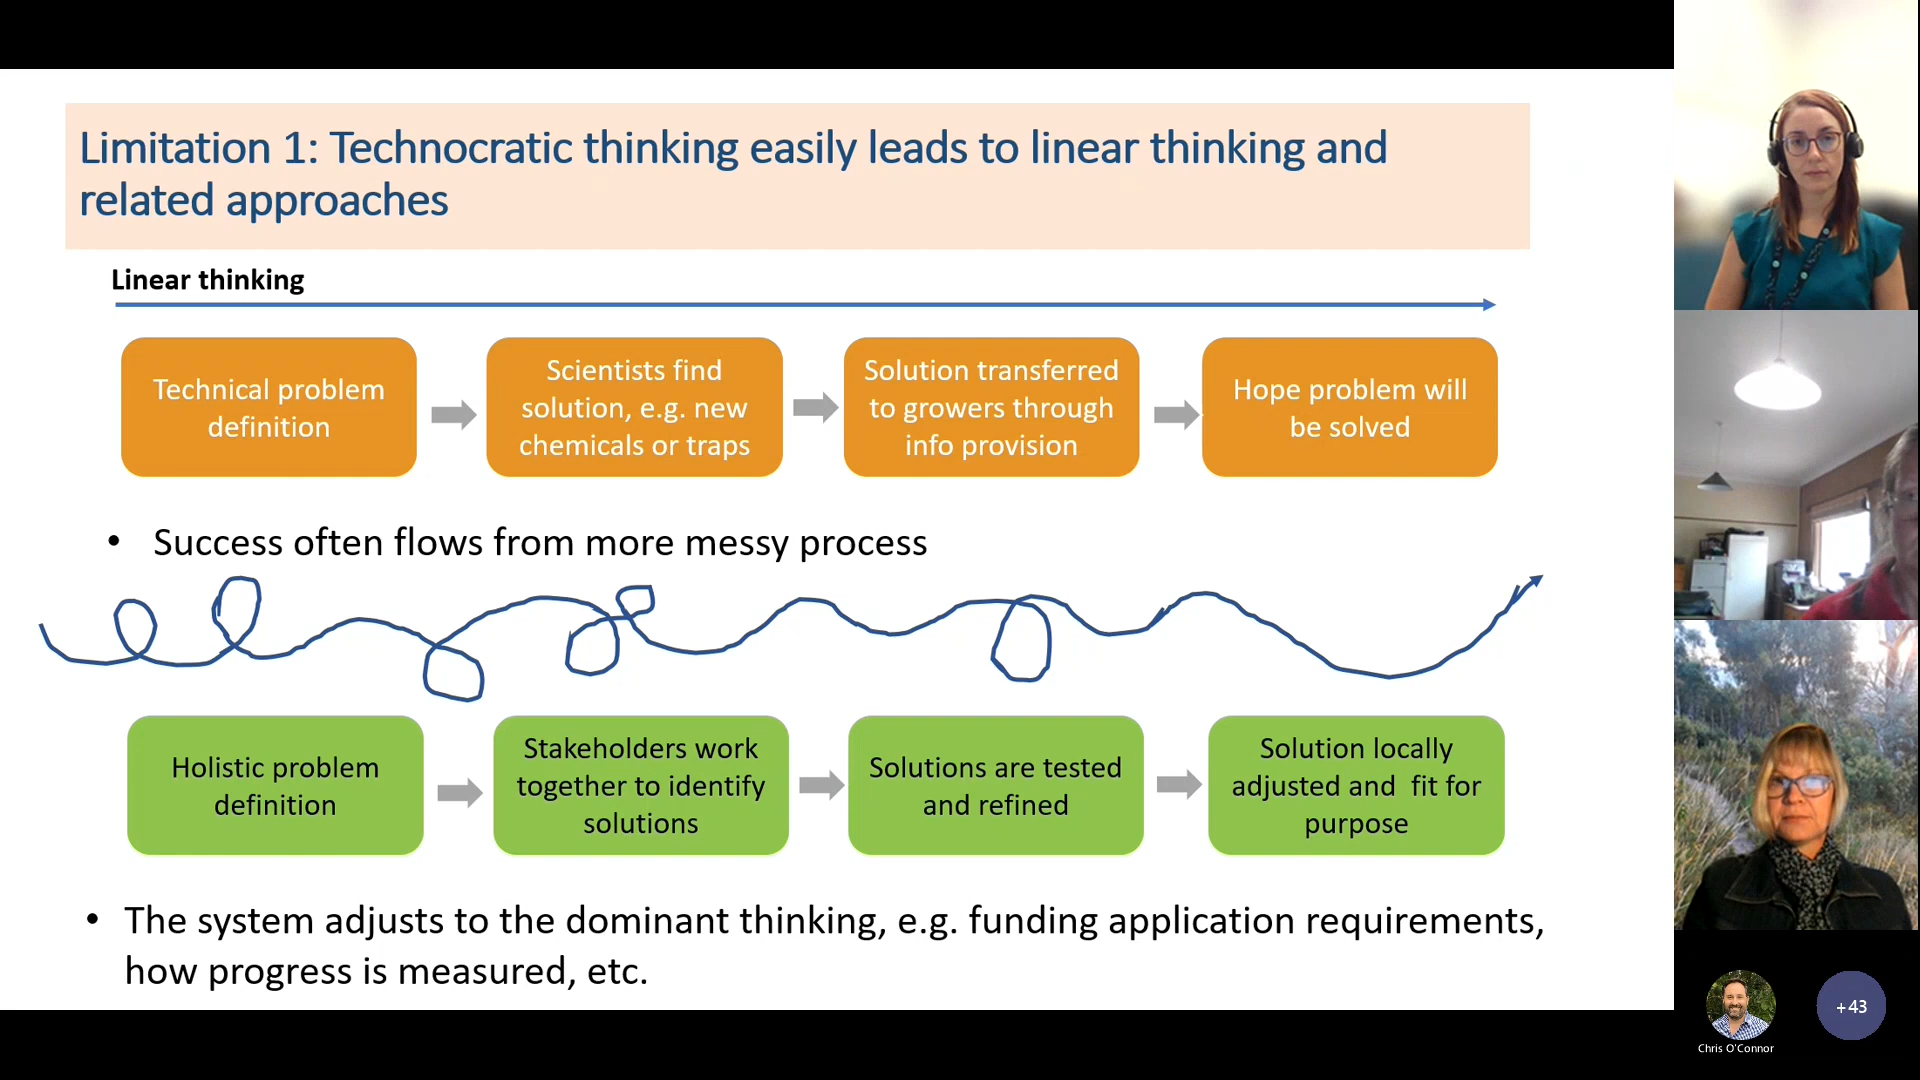 Limitation 1: Technocratic thinking easily leads to linear thinking and
related approaches
Linear thinking
Technical problem
definition
Scientists find
solution, e.g. new
chemicals or traps
Solution transferred
to growers through
info provision
Hope problem will
be solved
• Success often flows from more messy process
Holistic problem
definition
Stakeholders work
together to identify
solutions
Solutions are tested
and refined
Solution locally
adjusted and  fit for
purpose
• The system adjusts to the dominant thinking, e.g. funding application requirements,
how progress is measured, etc.
Chris O'Connor
+43